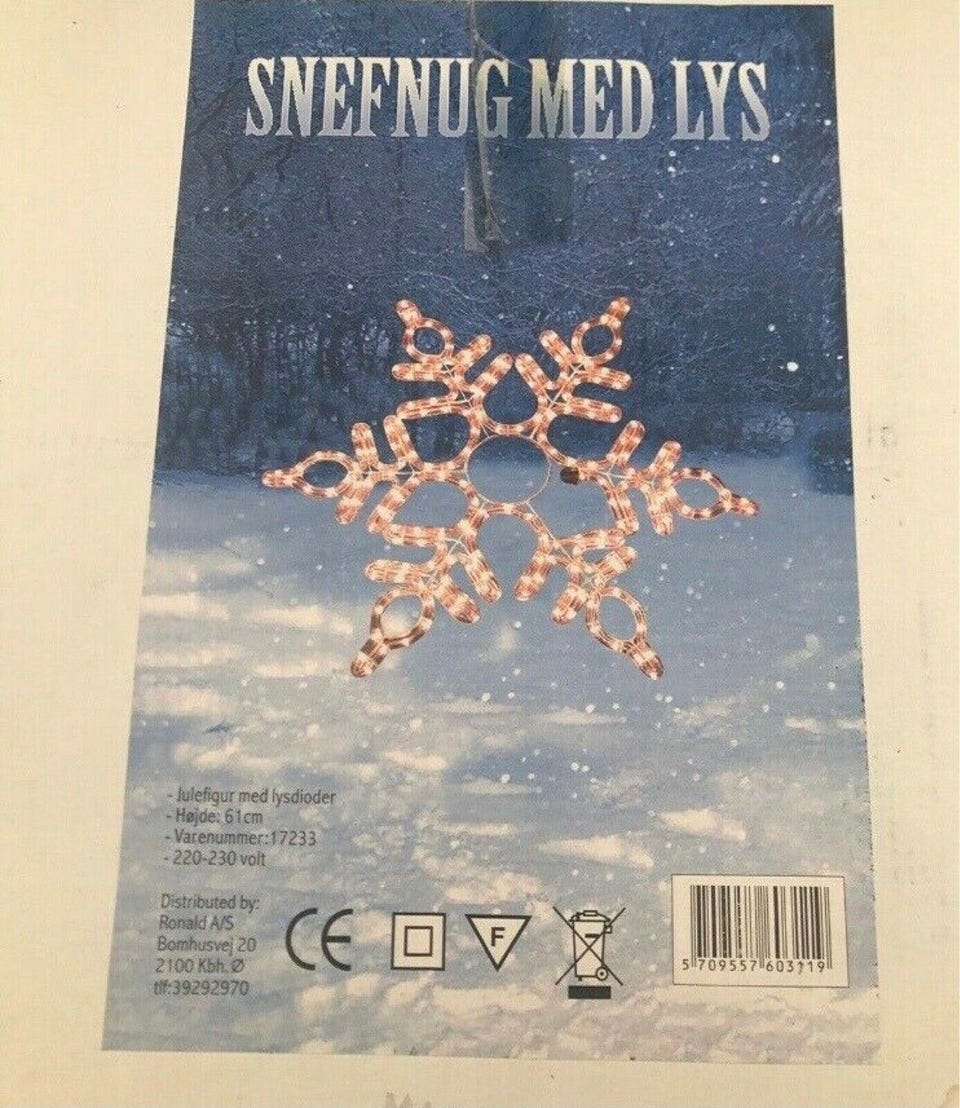 SNEFNUG MED LYS
- Julefigur med lysdioder
- Højde: 61cm
- Varenummer:17233
- 220-230 volt
Distributed by:
Ronald A/S
Bomhusvej 20
2100 Kbh. Ø
tlf:39292970
CE
F
5 709557 603119